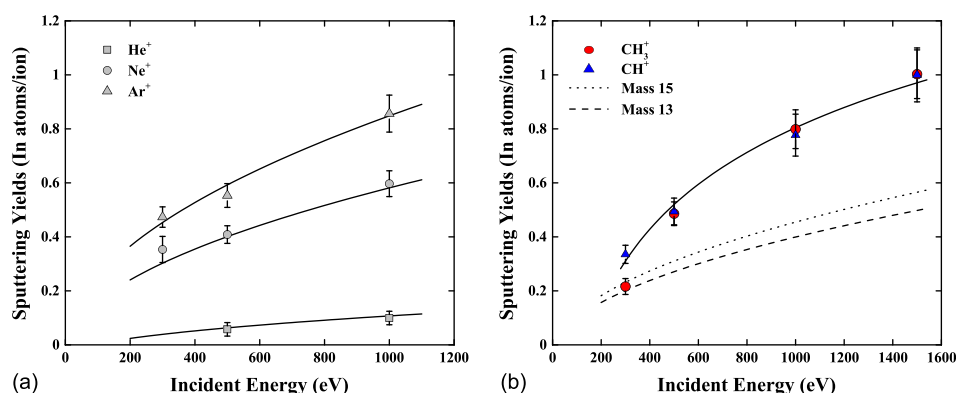 Sputtering Yields (In atoms/ion)
1.2
1
0.8
0.6
0.4
0.2
0
He+
Ne+
Ar+
0 200 400 600 800 1000 1200
(a)
Incident Energy (eV)
Sputtering Yields (In atoms/ion)
1.2
1
0.8
0.6
0.4
0.2
0
CH3+
CH+
Mass 15
Mass 13
0 200 400 600 800 1000 1200 1400 1600
(b)
Incident Energy (eV)